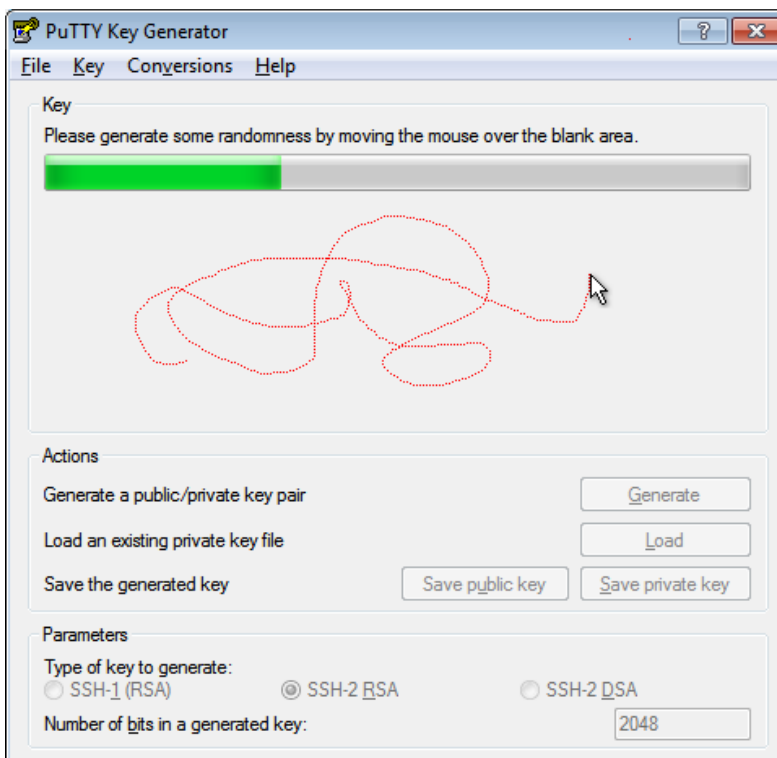 PuTTY Key Generator
File Key Conversions Help
Key
Please generate some randomness by moving the mouse over the blank area.
Actions
Generate a public/private key pair Generate
Load an existing private key file Load
Save the generated key Save public key Save private key
Parameters
Type of key to generate:
SSH-1 (RSA) SSH-2 RSA SSH-2 DSA
Number of bits in a generated key: 2048